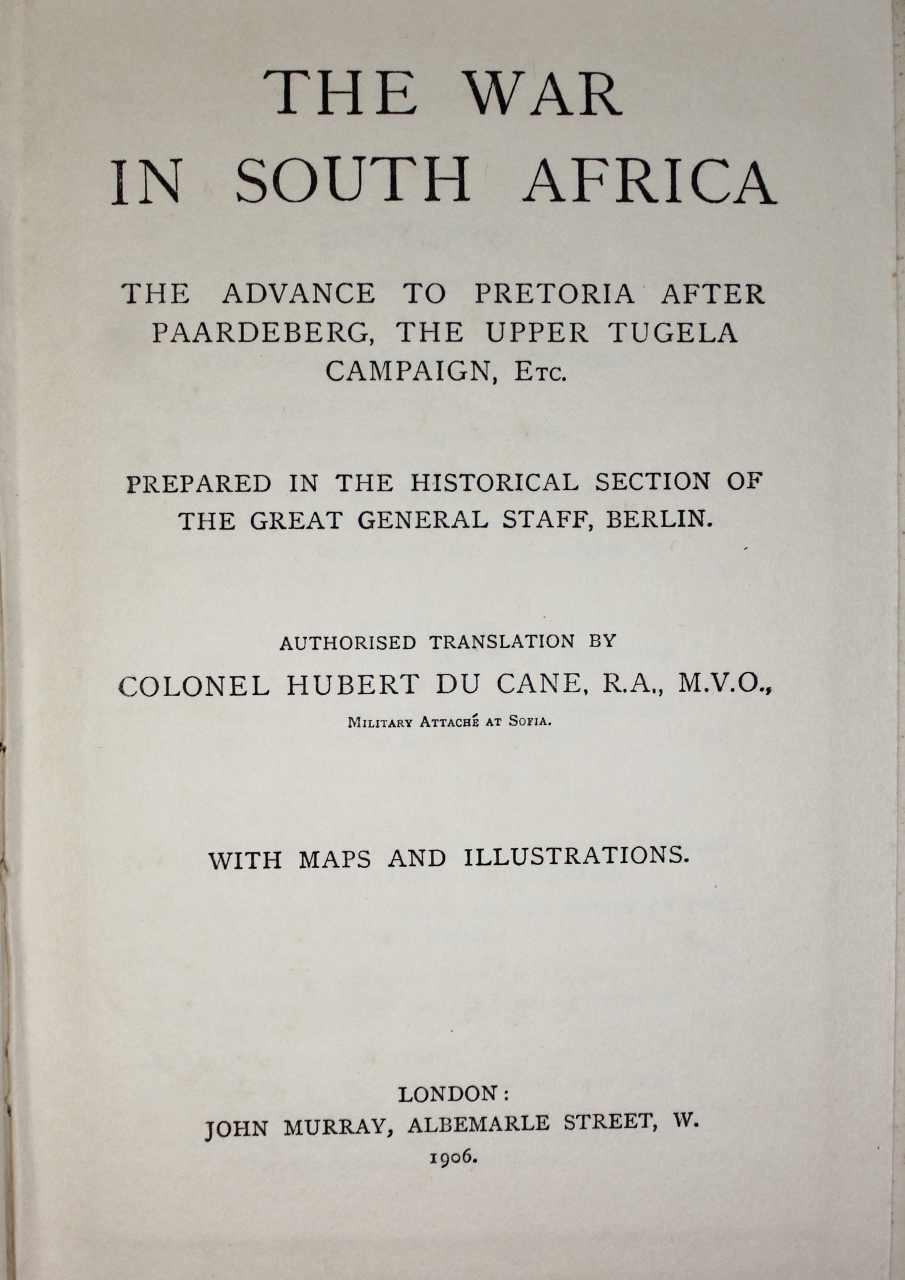 THE WAR
IN SOUTH AFRICA
THE ADVANCE TO PRETORIA AFTER
PAARDEBERG, THE UPPER TUGELA
CAMPAIGN, ETC.
PREPARED IN THE HISTORICAL SECTION OF
THE GREAT GENERAL STAFF, BERLIN.
AUTHORISED TRANSLATION BY
COLONEL HUBERT DU CANE, R.A., M.V.O.,
MILITARY ATTACHÉ AT SOFIA.
WITH MAPS AND ILLUSTRATIONS.
LONDON:
JOHN MURRAY, ALBEMARLE STREET, W.
1906.